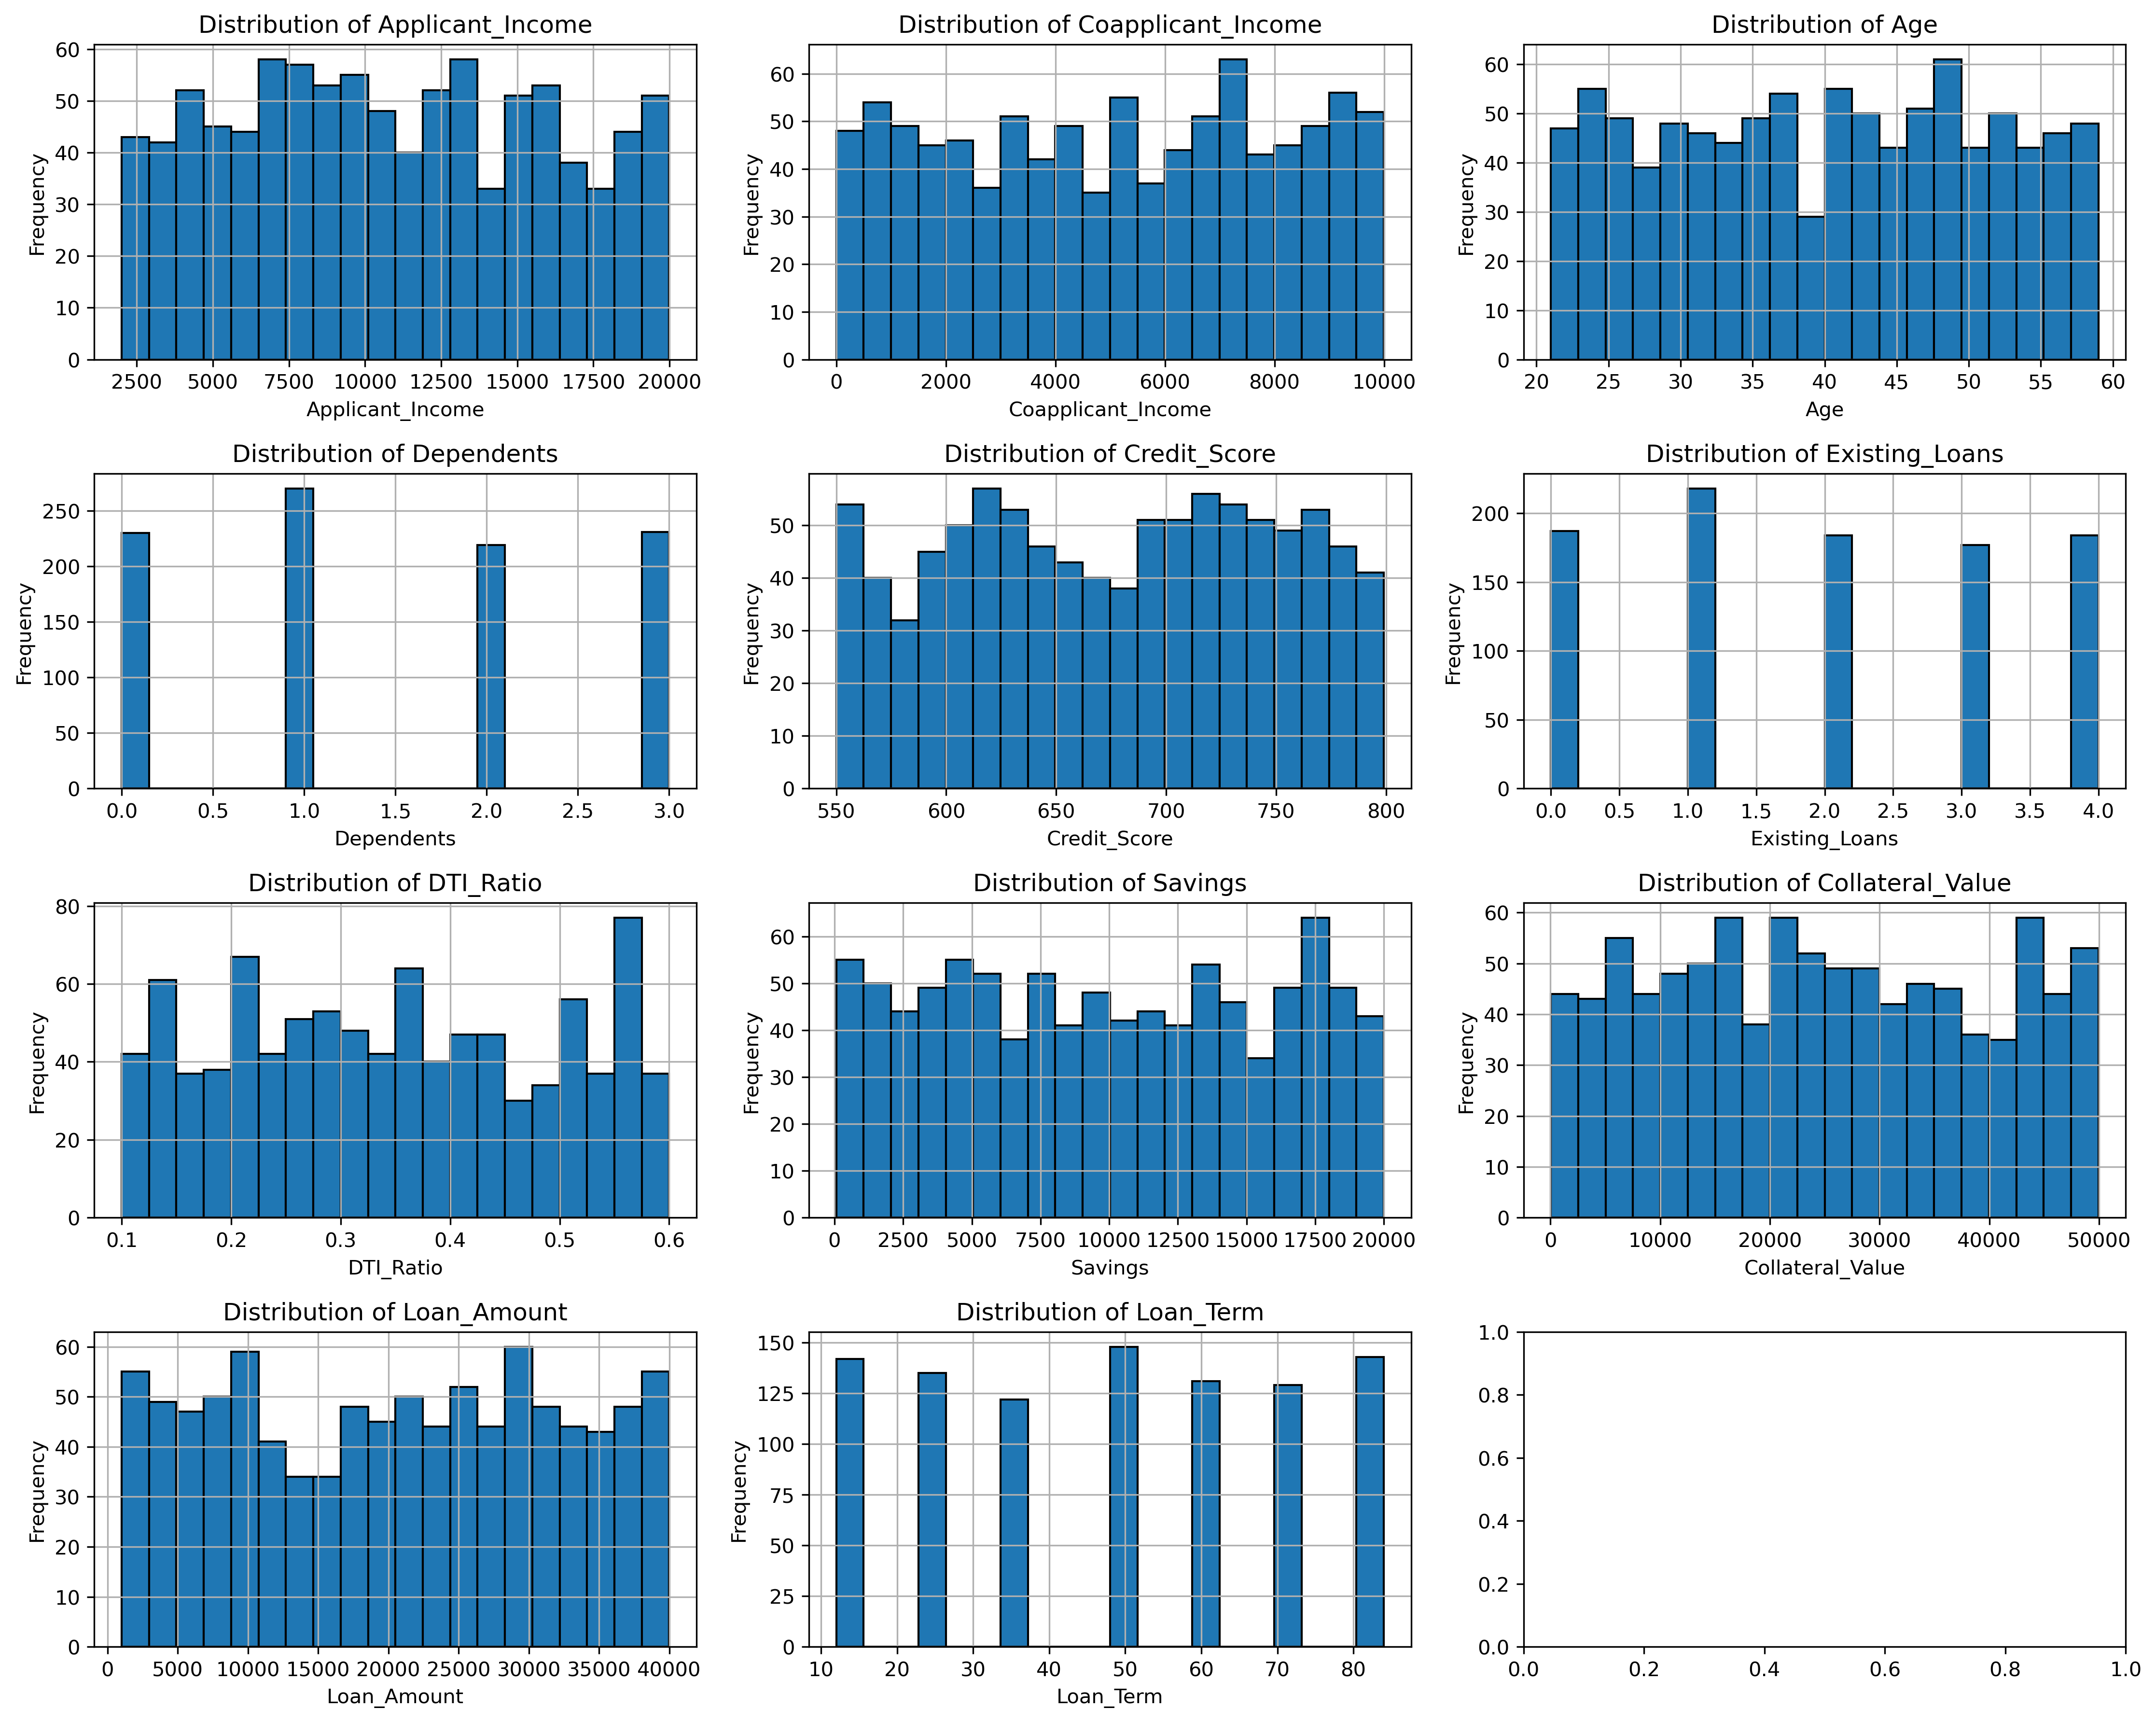 Distribution of Applicant_Income
60
50
40
30
20
10
0
Frequency
2500 5000 7500 10000 12500 15000 17500 20000
Applicant_Income
Distribution of Coapplicant_Income
60
50
40
30
20
10
0
Frequency
0 2000 4000 6000 8000 10000
Coapplicant_Income
Distribution of Age
60
50
40
30
20
10
0
Frequency
20 25 30 35 40 45 50 55 60
Age
Distribution of Dependents
250
200
150
100
50
0
Frequency
0.0 0.5 1.0 1.5 2.0 2.5 3.0
Dependents
Distribution of Credit_Score
50
40
30
20
10
0
Frequency
550 600 650 700 750 800
Credit_Score
Distribution of Existing_Loans
200
150
100
50
0
Frequency
0.0 0.5 1.0 1.5 2.0 2.5 3.0 3.5 4.0
Existing_Loans
Distribution of DTI_Ratio
80
60
40
20
0
Frequency
0.1 0.2 0.3 0.4 0.5 0.6
DTI_Ratio
Distribution of Savings
60
50
40
30
20
10
0
Frequency
0 2500 5000 7500 10000 12500 15000 17500 20000
Savings
Distribution of Collateral_Value
60
50
40
30
20
10
0
Frequency
0 10000 20000 30000 40000 50000
Collateral_Value
Distribution of Loan_Amount
60
50
40
30
20
10
0
Frequency
0 5000 10000 15000 20000 25000 30000 35000 40000
Loan_Amount
Distribution of Loan_Term
150
125
100
75
50
25
0
Frequency
10 20 30 40 50 60 70 80
Loan_Term
1.0
0.8
0.6
0.4
0.2
0.0
0.0 0.2 0.4 0.6 0.8 1.0